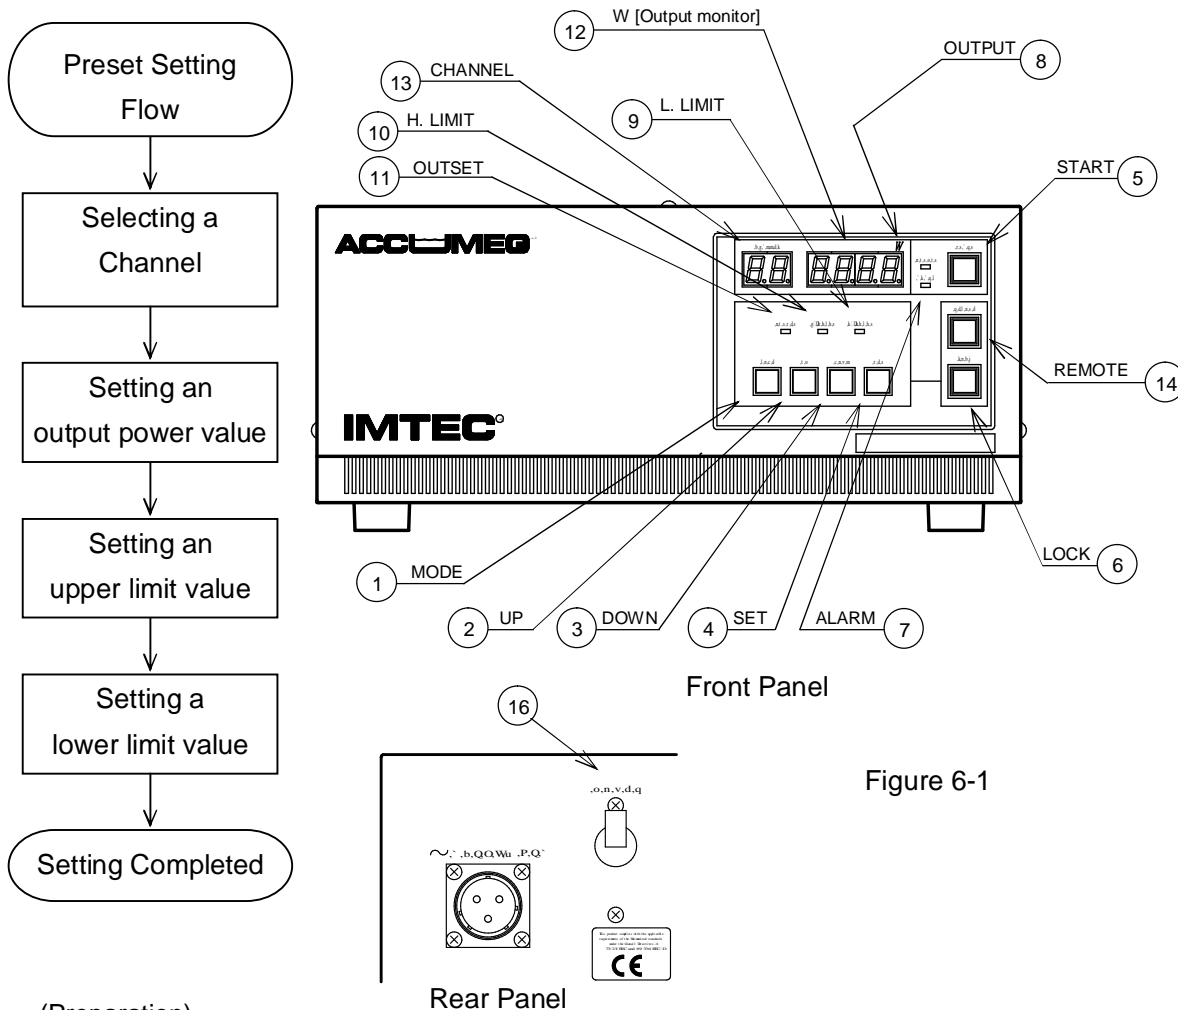 Preset Setting
Flow
Selecting a
Channel
Setting an
output power value
Setting an
upper limit value
Setting a
lower limit value
Setting Completed
12 W [Output monitor]
OUTPUT 8
13 CHANNEL
9 L. LIMIT
10 H. LIMIT
11 OUTSET
START 5
ACCUMEQ
REMOTE 14
IMTEC
LOCK 6
1 MODE
2 UP
3 DOWN
4 SET
ALARM 7
Front Panel
16
Figure 6-1
CE
Rear Panel
(Preparation)